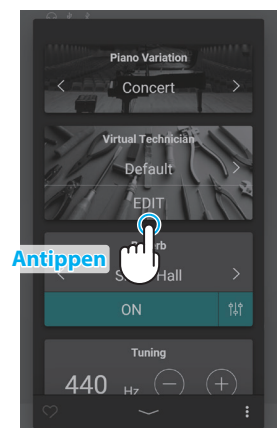 Piano Variation
Concert
Virtual Technician
Default
EDIT
Antippen
Hall
ON
Tuning
440 Hz